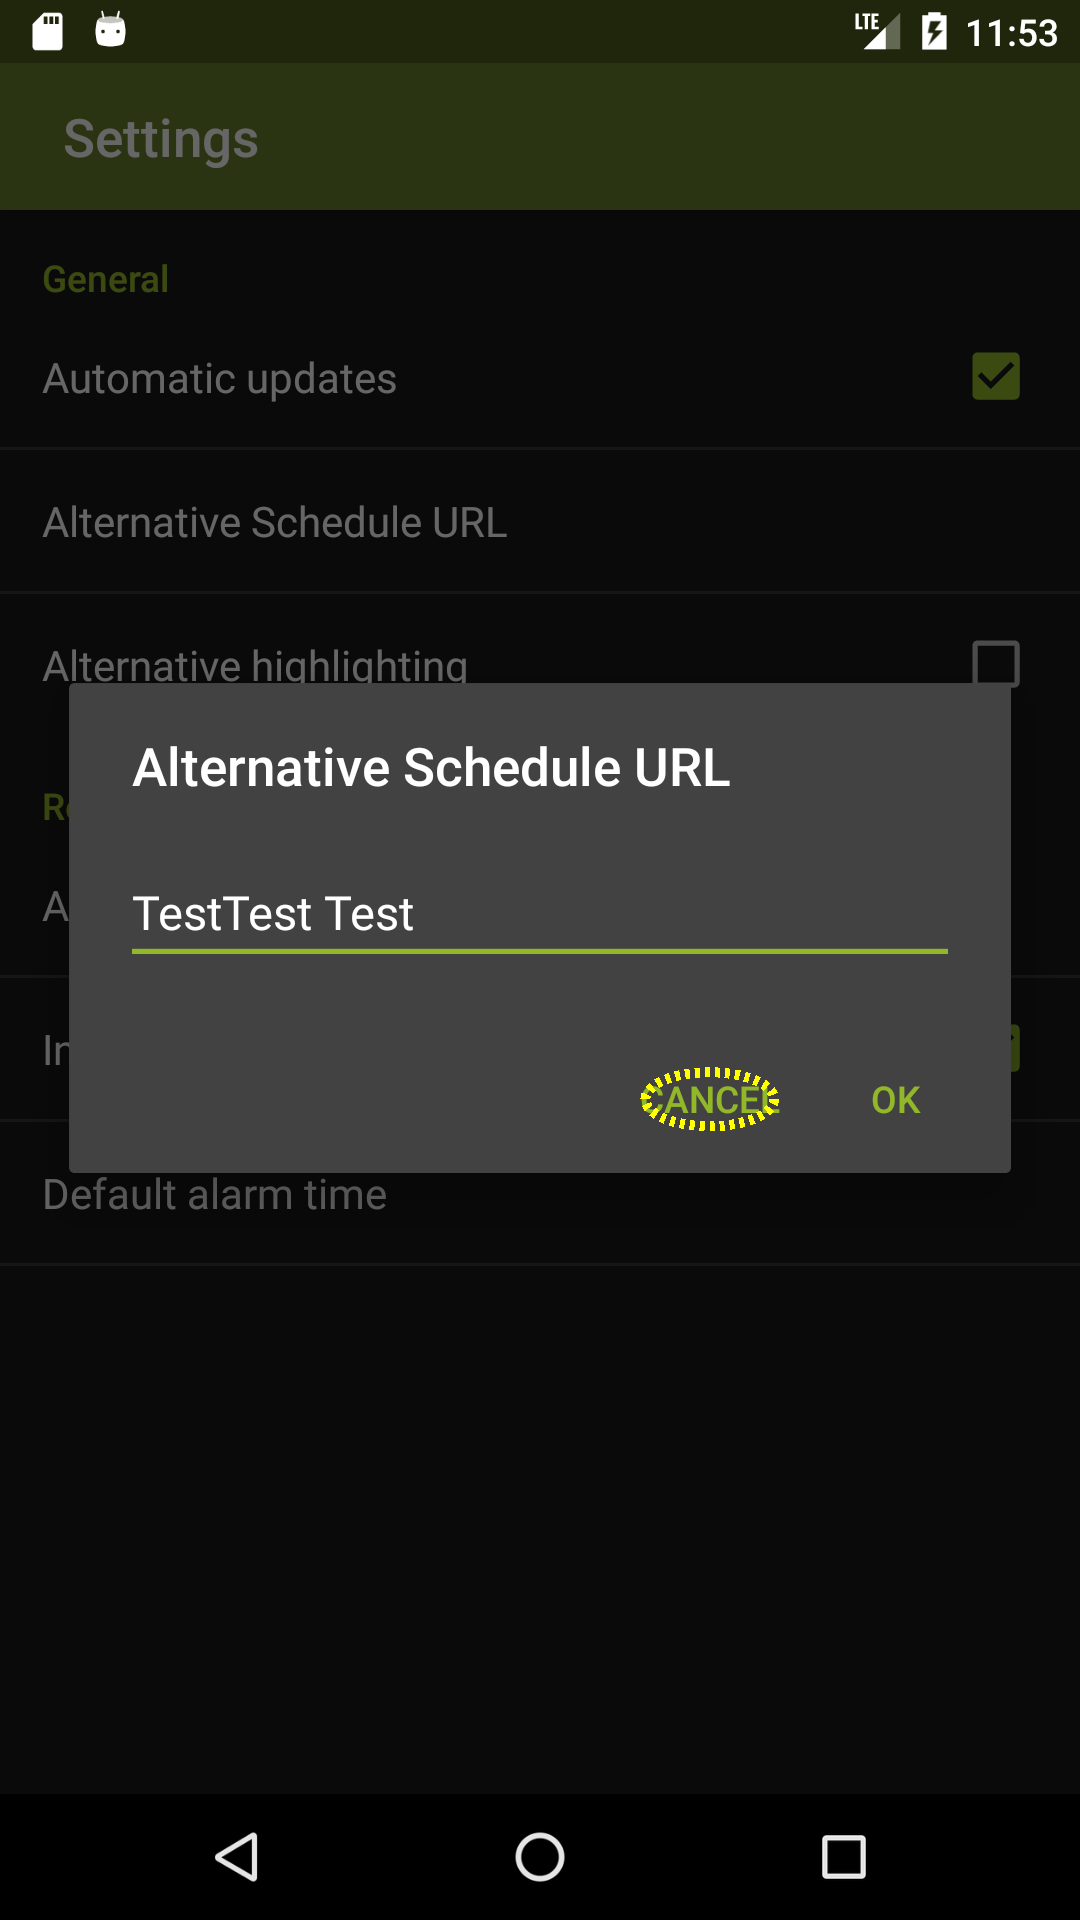 LTE 11:53
Settings
General
Automatic updates
Alternative Schedule URL
Alternative highlighting
Alternative Schedule URL
TestTest Test
CANCEL OK
Default alarm time